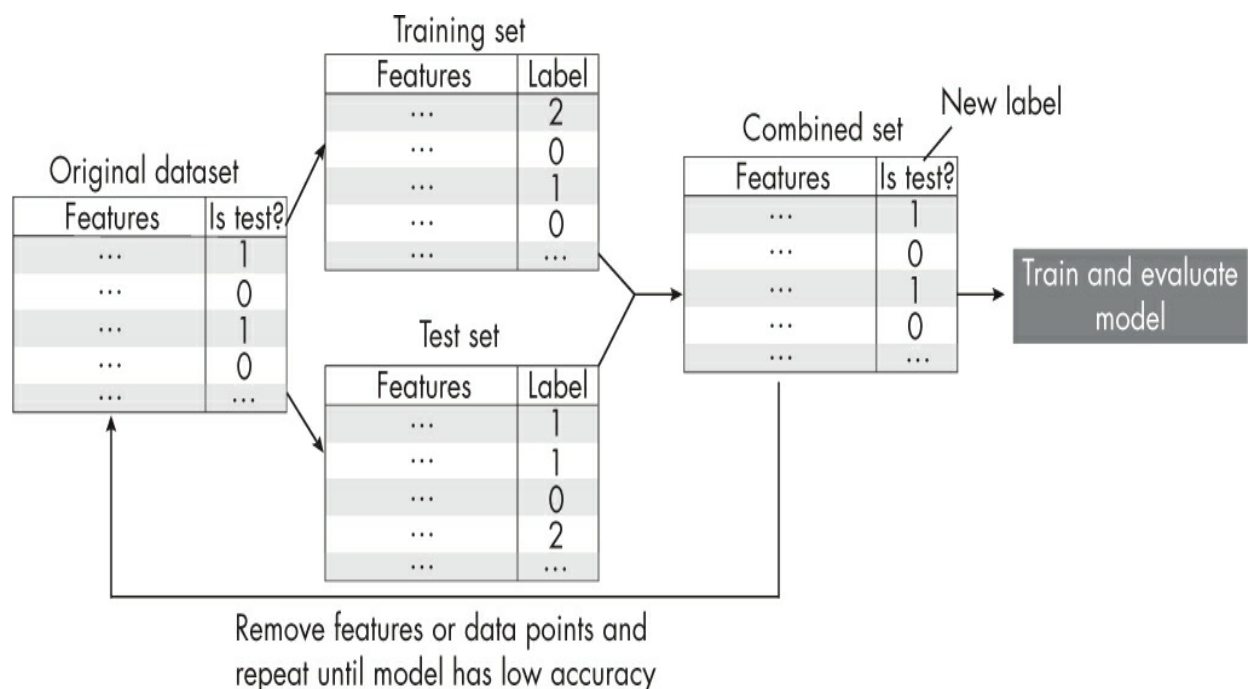 Training set
Features Label
... 2
... 0
... 1
... 0
... ...
Original dataset
Features Is test?
... 1
... 0
... 1
... 0
... ...
Test set
Features Label
... 1
... 1
... 0
... 2
... ...
New label
Combined set
Features Is test?
... 1
... 0
... 1
... 0
... ...
Train and evaluate
model
Remove features or data points and
repeat until model has low accuracy